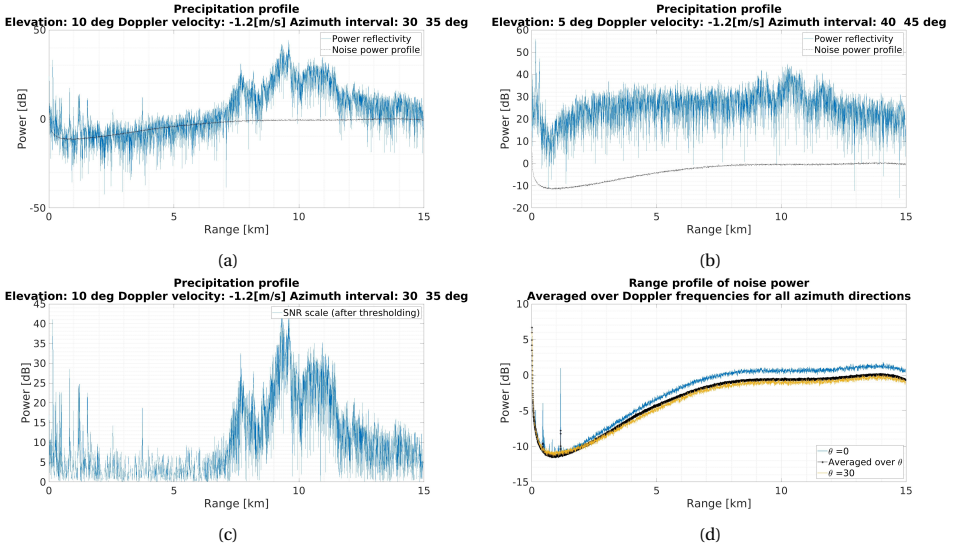 Precipitation profile
Elevation: 10 deg Doppler velocity: -1.2[m/s] Azimuth interval: 30 35 deg
50
0
-50
Power [dB]
Power reflectivity
Noise power profile
0
5
10
15
Range [km]
(a)
Precipitation profile
Elevation: 5 deg Doppler velocity: -1.2[m/s] Azimuth interval: 40 45 deg
60
50
40
30
20
10
0
-10
-20
Power [dB]
Power reflectivity
Noise power profile
0
5
10
15
Range [km]
(b)
Precipitation profile
Elevation: 10 deg Doppler velocity: -1.2[m/s] Azimuth interval: 30 35 deg
45
40
35
30
25
20
15
10
5
0
Power [dB]
SNR scale (after thresholding)
0
5
10
15
Range [km]
(c)
Range profile of noise power
Averaged over Doppler frequencies for all azimuth directions
10
5
0
-5
-10
-15
Power [dB]
θ =0
Averaged over θ
θ =30
0
5
10
15
Range [km]
(d)